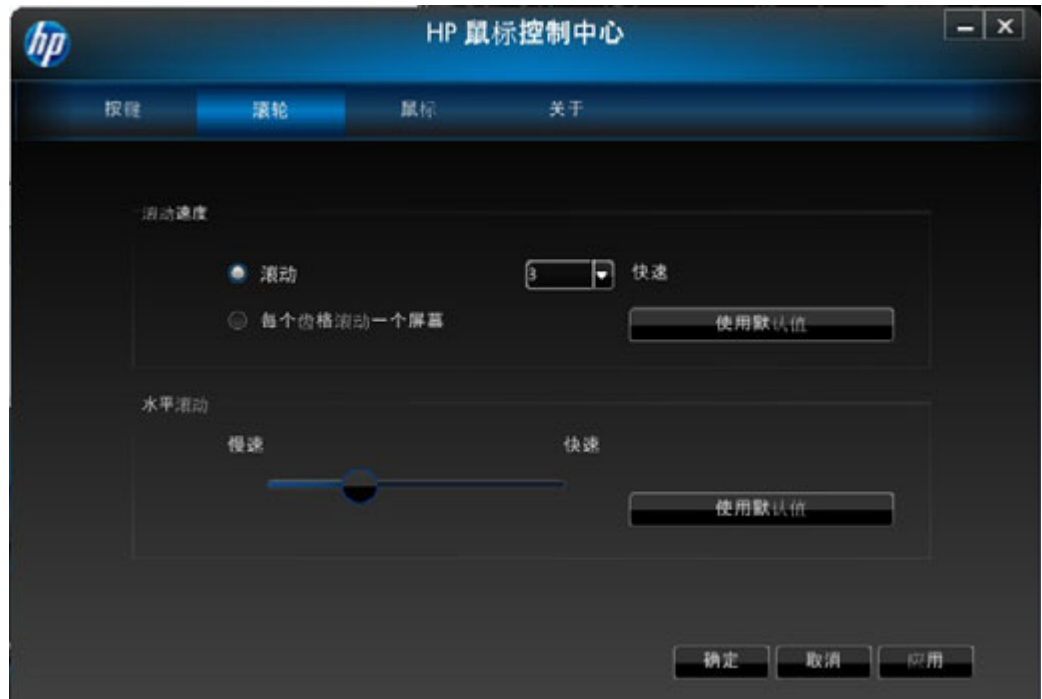 hp
HP 鼠标控制中心
按键 滚轮 鼠标 关于
滚动速度
滚动 3 快速
每个齿格滚动一个屏幕 使用默认值
水平滚动
慢速 快速
使用默认值
确定 取消 应用